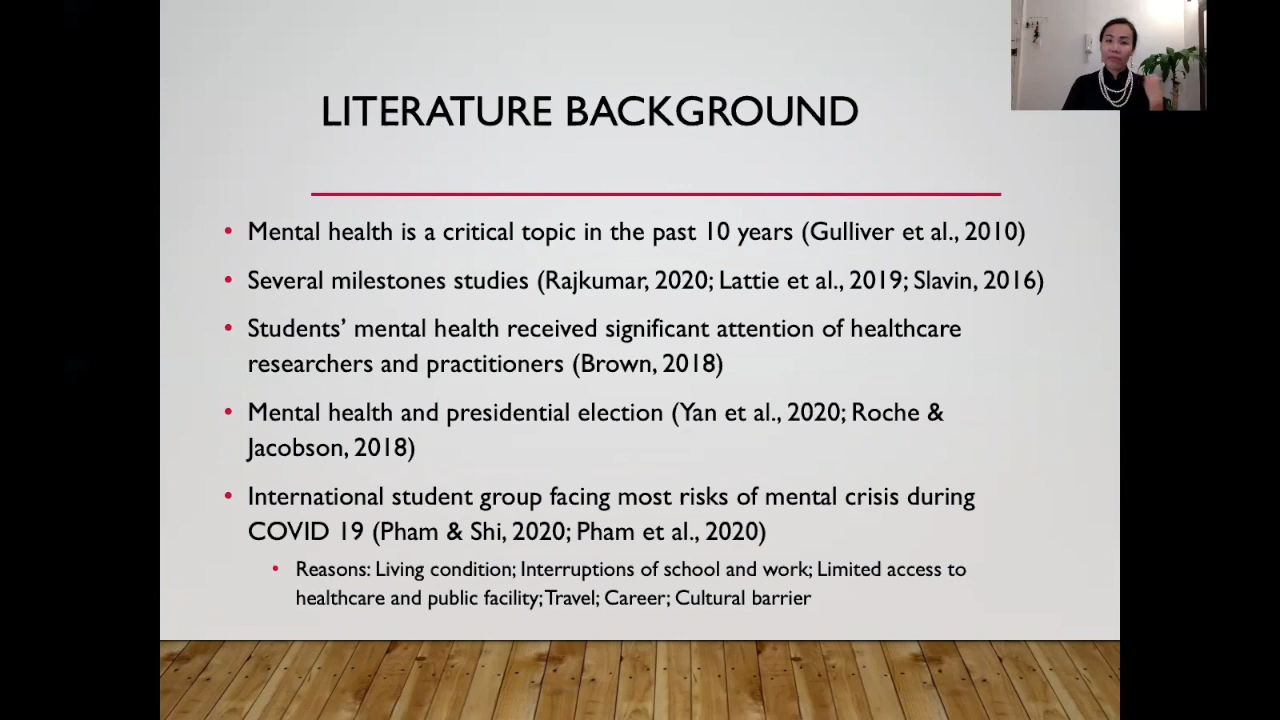 LITERATURE BACKGROUND
• Mental health is a critical topic in the past 10 years (Gulliver et al., 2010)
• Several milestones studies (Rajkumar, 2020; Lattie et al., 2019; Slavin, 2016)
• Students’ mental health received significant attention of healthcare
researchers and practitioners (Brown, 2018)
• Mental health and presidential election (Yan et al., 2020; Roche &
Jacobson, 2018)
• International student group facing most risks of mental crisis during
COVID 19 (Pham & Shi, 2020; Pham et al., 2020)
• Reasons: Living condition; Interruptions of school and work; Limited access to
healthcare and public facility; Travel; Career; Cultural barrier